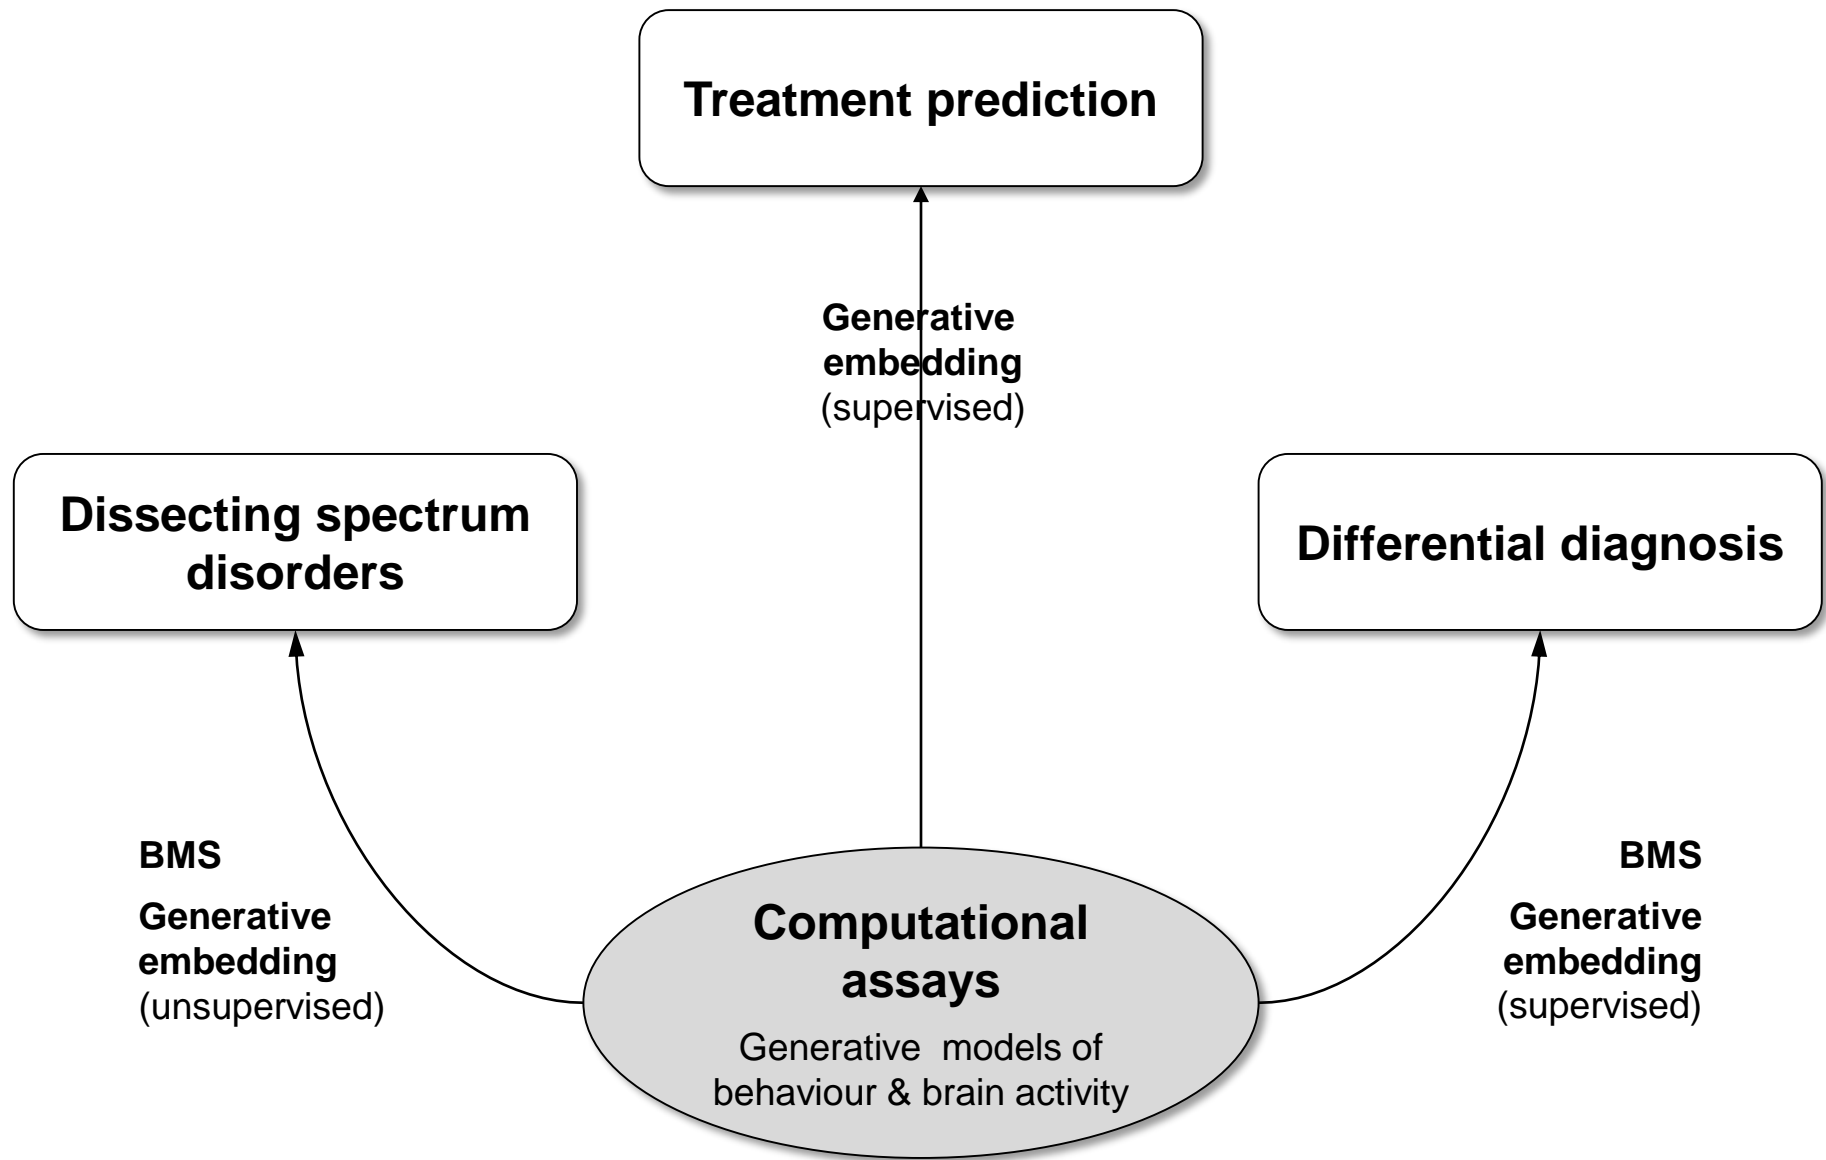 Treatment prediction
Generative
embedding
(supervised)
Dissecting spectrum
disorders
Differential diagnosis
BMS
Generative
embedding
(unsupervised)
BMS
Generative
embedding
(supervised)
Computational
assays
Generative models of
behaviour & brain activity